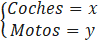 Coches = x
Motos = y